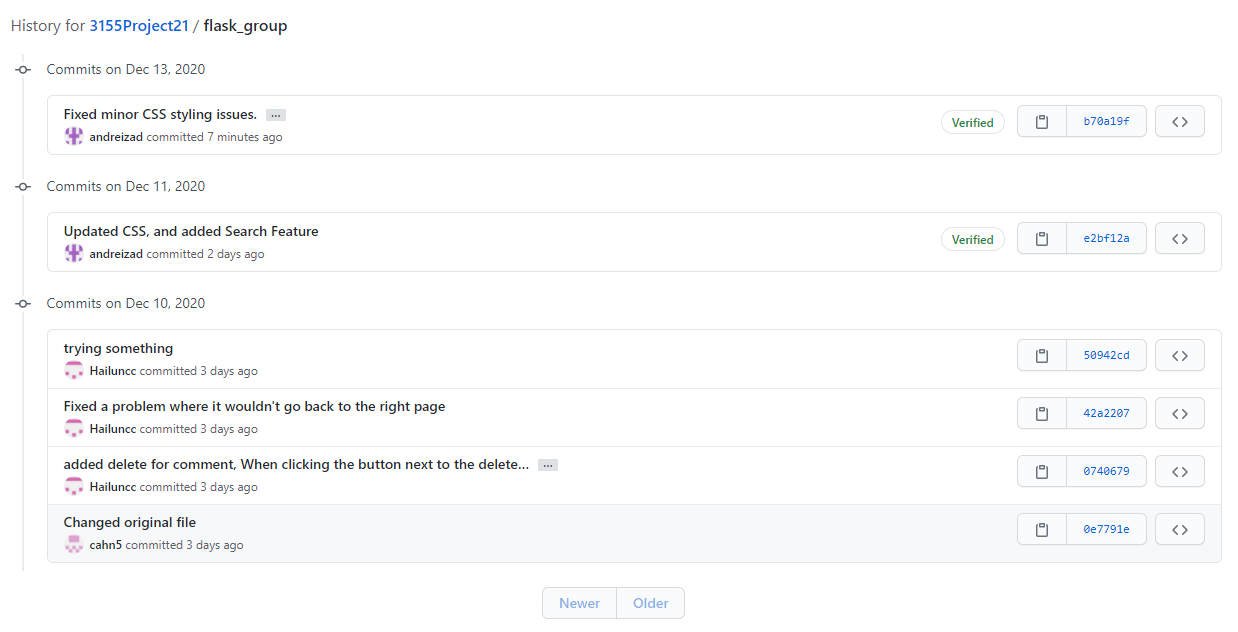 History for 3155Project21 / flask_group
Commits on Dec 13, 2020
Fixed minor CSS styling issues. ...
andreizad committed 7 minutes ago
Verified
b70a19f
Commits on Dec 11, 2020
Updated CSS, and added Search Feature
andreizad committed 2 days ago
Verified
e2bf12a
Commits on Dec 10, 2020
trying something
Hailuncc committed 3 days ago
50942cd
Fixed a problem where it wouldn't go back to the right page
Hailuncc committed 3 days ago
42a2207
added delete for comment, When clicking the button next to the delete... ...
Hailuncc committed 3 days ago
0740679
Changed original file
cahn5 committed 3 days ago
0e7791e
Newer Older